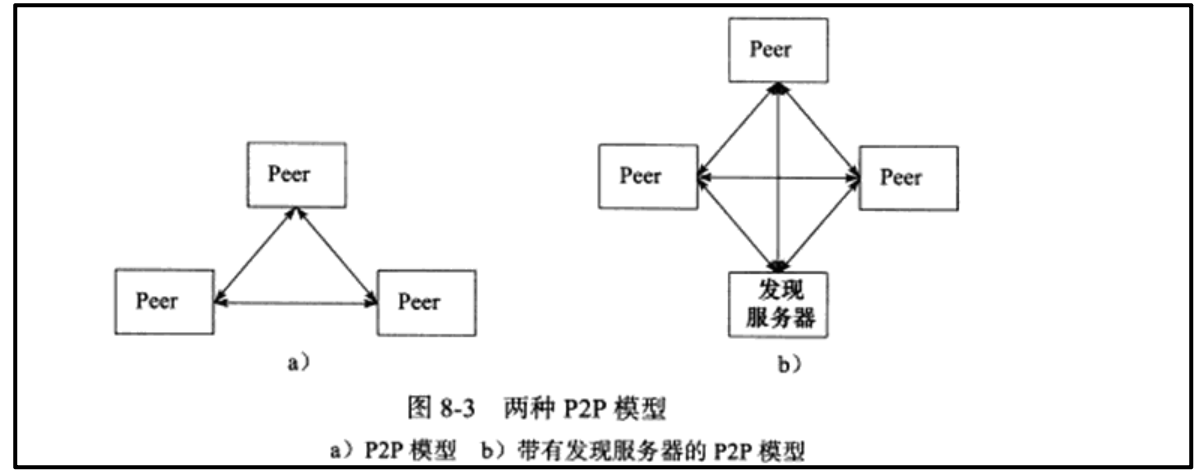 Peer
Peer
Peer
a)
Peer
Peer
Peer
发现
服务器
b)
图 8-3 两种 P2P 模型
a) P2P 模型 b) 带有发现服务器的 P2P 模型